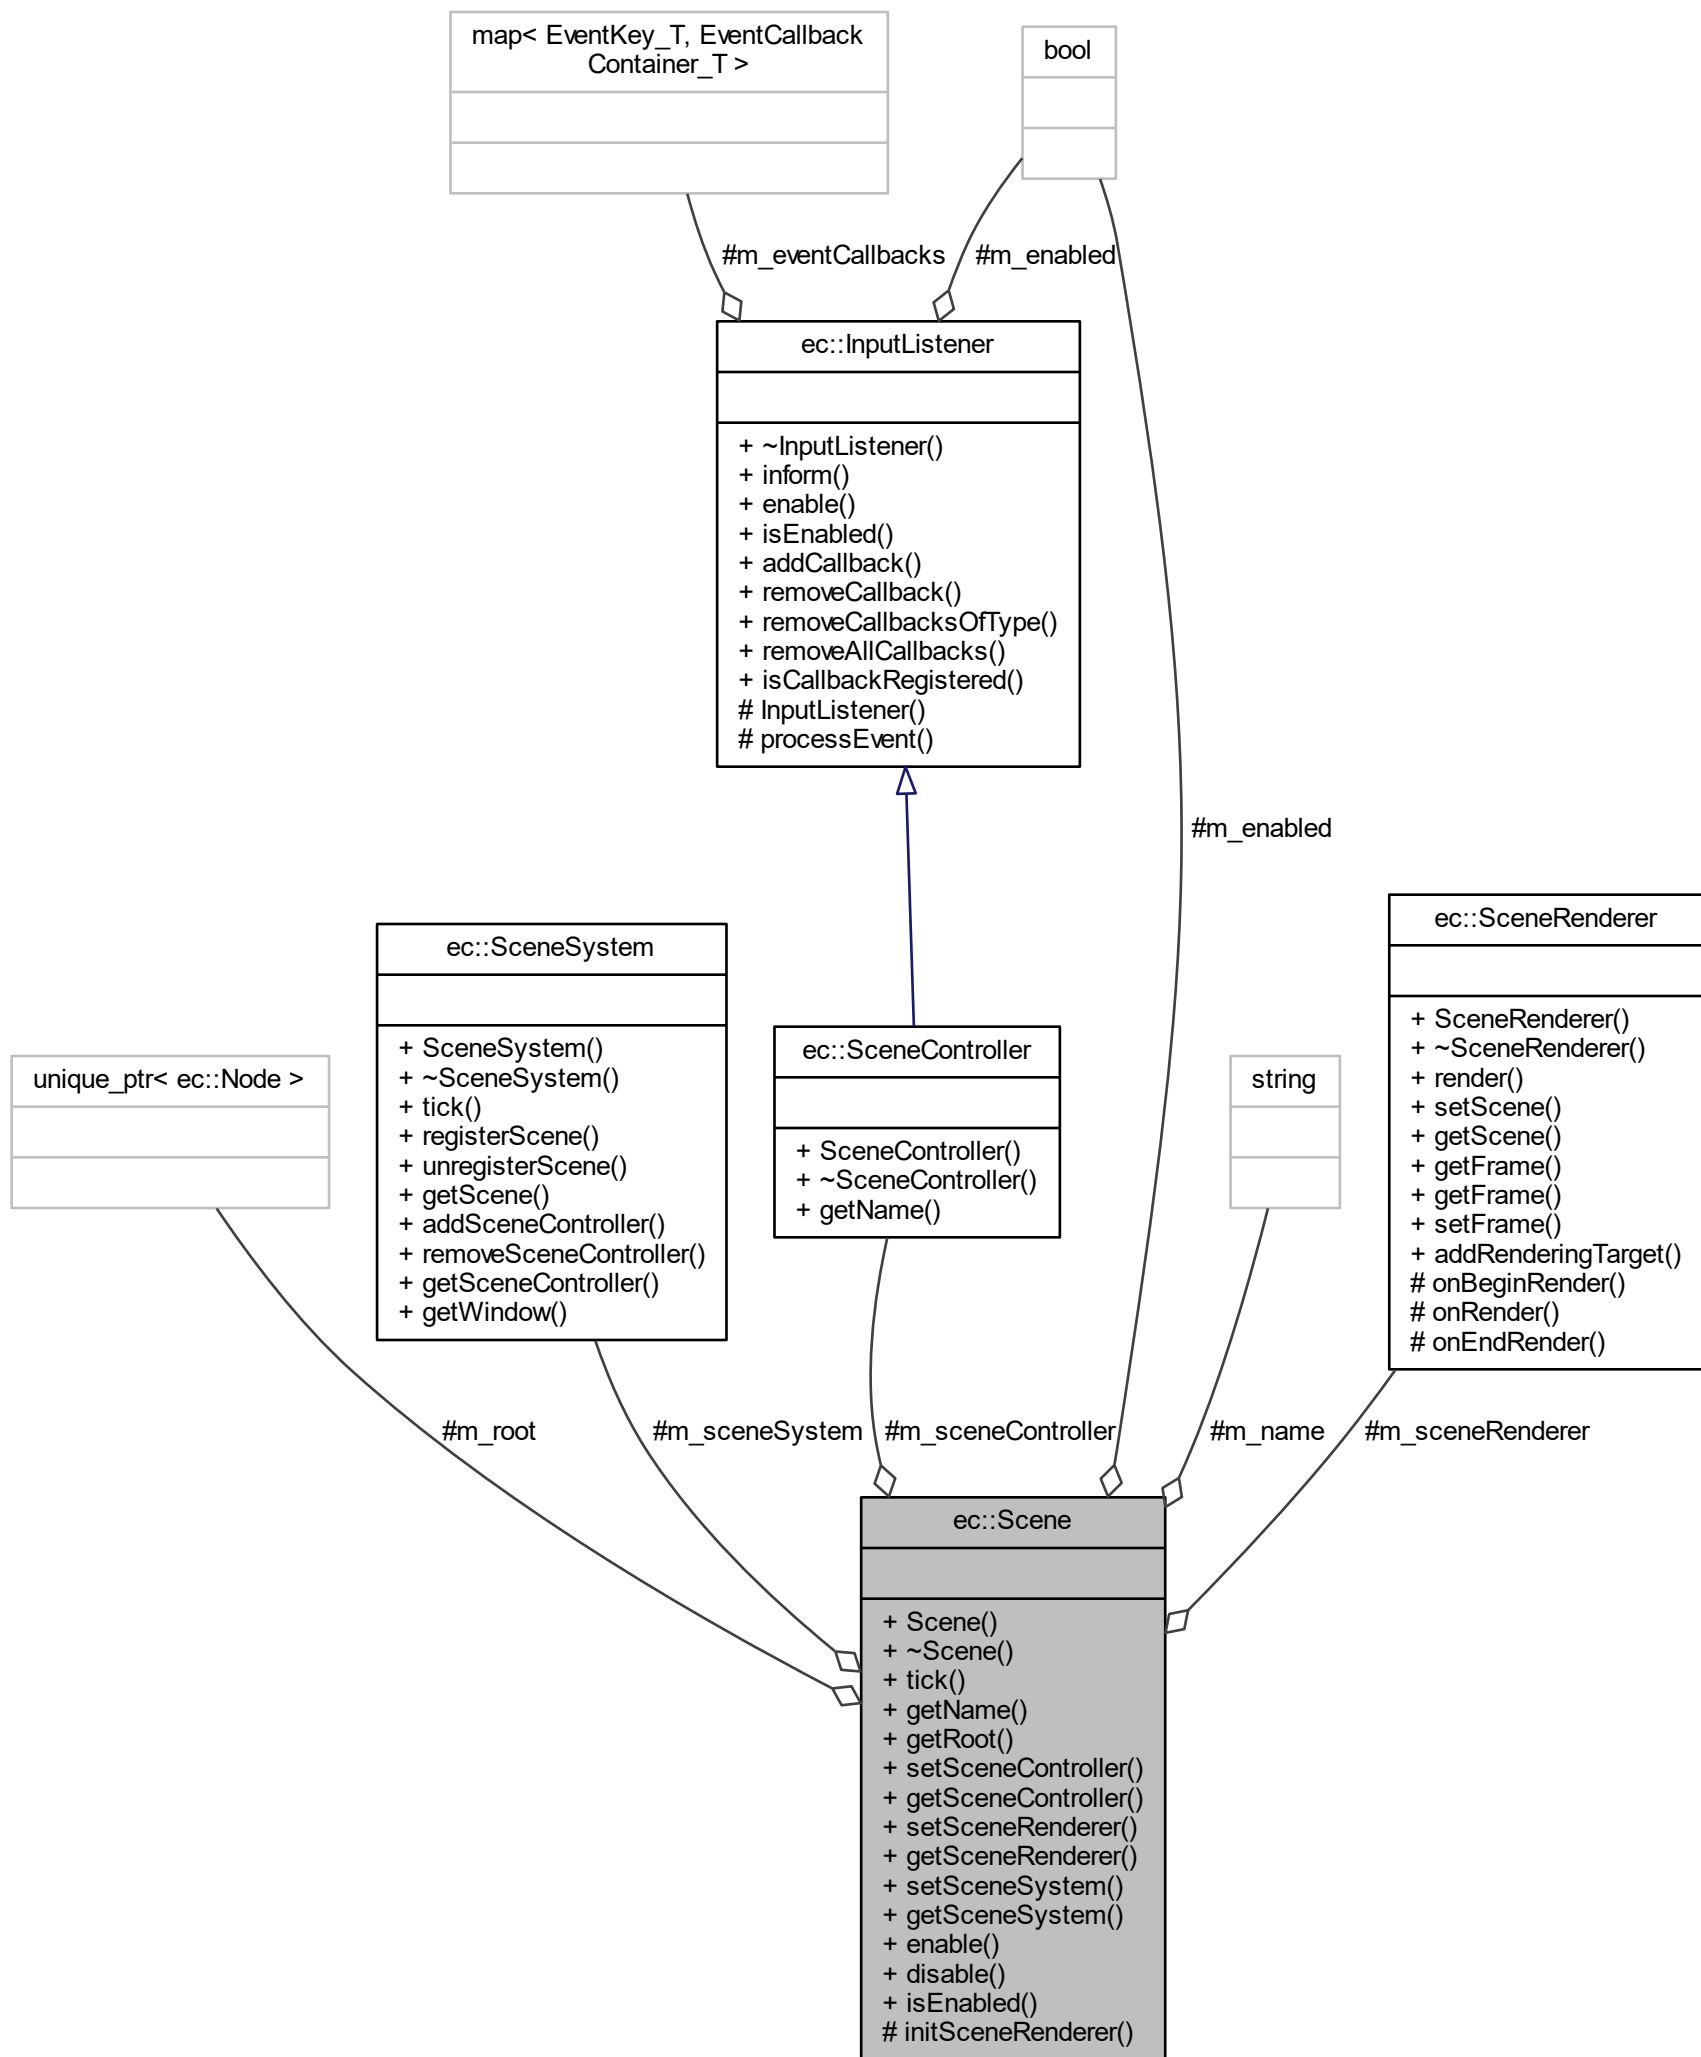 map< EventKey_T, EventCallback
Container_T >
bool
#m_eventCallbacks
#m_enabled
ec::InputListener
+ ~InputListener()
+ inform()
+ enable()
+ isEnabled()
+ addCallback()
+ removeCallback()
+ removeCallbacksOfType()
+ removeAllCallbacks()
+ isCallbackRegistered()
# InputListener()
# processEvent()
#m_enabled
ec::SceneSystem
+ SceneSystem()
+ ~SceneSystem()
+ tick()
+ registerScene()
+ unregisterScene()
+ getScene()
+ addSceneController()
+ removeSceneController()
+ getSceneController()
+ getWindow()
unique_ptr< ec::Node >
ec::SceneController
+ SceneController()
+ ~SceneController()
+ getName()
string
ec::SceneRenderer
+ SceneRenderer()
+ ~SceneRenderer()
+ render()
+ setScene()
+ getScene()
+ getFrame()
+ getFrame()
+ setFrame()
+ addRenderingTarget()
# onBeginRender()
# onRender()
# onEndRender()
#m_root
#m_sceneSystem
#m_sceneController
#m_name
#m_sceneRenderer
ec::Scene
+ Scene()
+ ~Scene()
+ tick()
+ getName()
+ getRoot()
+ setSceneController()
+ getSceneController()
+ setSceneRenderer()
+ getSceneRenderer()
+ setSceneSystem()
+ getSceneSystem()
+ enable()
+ disable()
+ isEnabled()
# initSceneRenderer()